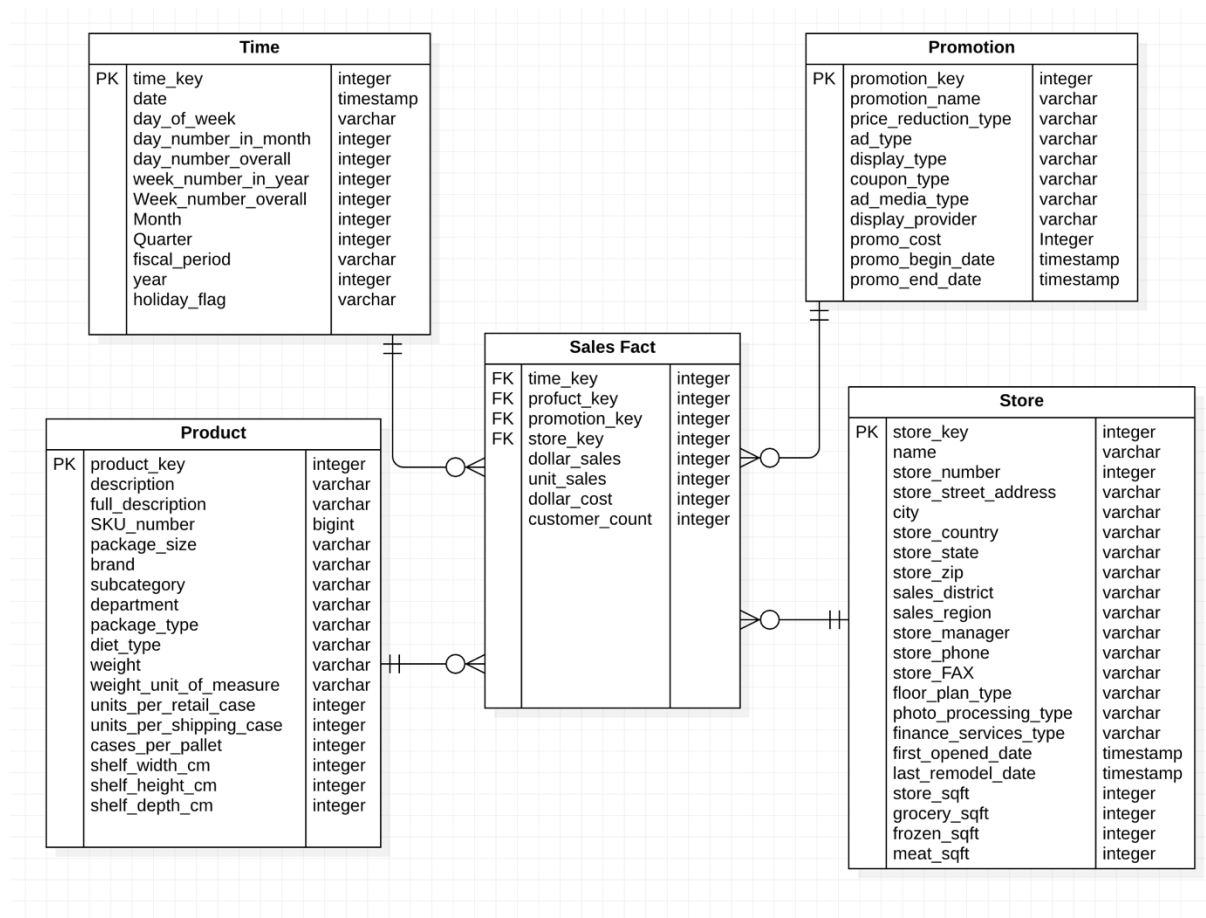 Time
PK time_key integer
date timestamp
day_of_week varchar
day_number_in_month integer
day_number_overall integer
week_number_in_year integer
Week_number_overall integer
Month integer
Quarter integer
fiscal_period varchar
year integer
holiday_flag varchar
Promotion
PK promotion_key integer
promotion_name varchar
price_reduction_type varchar
ad_type varchar
display_type varchar
coupon_type varchar
ad_media_type varchar
display_provider varchar
promo_cost Integer
promo_begin_date timestamp
promo_end_date timestamp
Sales Fact
FK time_key integer
FK profuct_key integer
FK promotion_key integer
FK store_key integer
dollar_sales integer
unit_sales integer
dollar_cost integer
customer_count integer
Product
PK product_key integer
description varchar
full_description varchar
SKU_number bigint
package_size varchar
brand varchar
subcategory varchar
department varchar
package_type varchar
diet_type varchar
weight varchar
weight_unit_of_measure varchar
units_per_retail_case integer
units_per_shipping_case integer
cases_per_pallet integer
shelf_width_cm integer
shelf_height_cm integer
shelf_depth_cm integer
Store
PK store_key integer
name varchar
store_number integer
store_street_address varchar
city varchar
store_country varchar
store_state varchar
store_zip varchar
sales_district varchar
sales_region varchar
store_manager varchar
store_phone varchar
store_FAX varchar
floor_plan_type varchar
photo_processing_type varchar
finance_services_type varchar
first_opened_date timestamp
last_remodel_date timestamp
store_sqft integer
grocery_sqft integer
frozen_sqft integer
meat_sqft integer